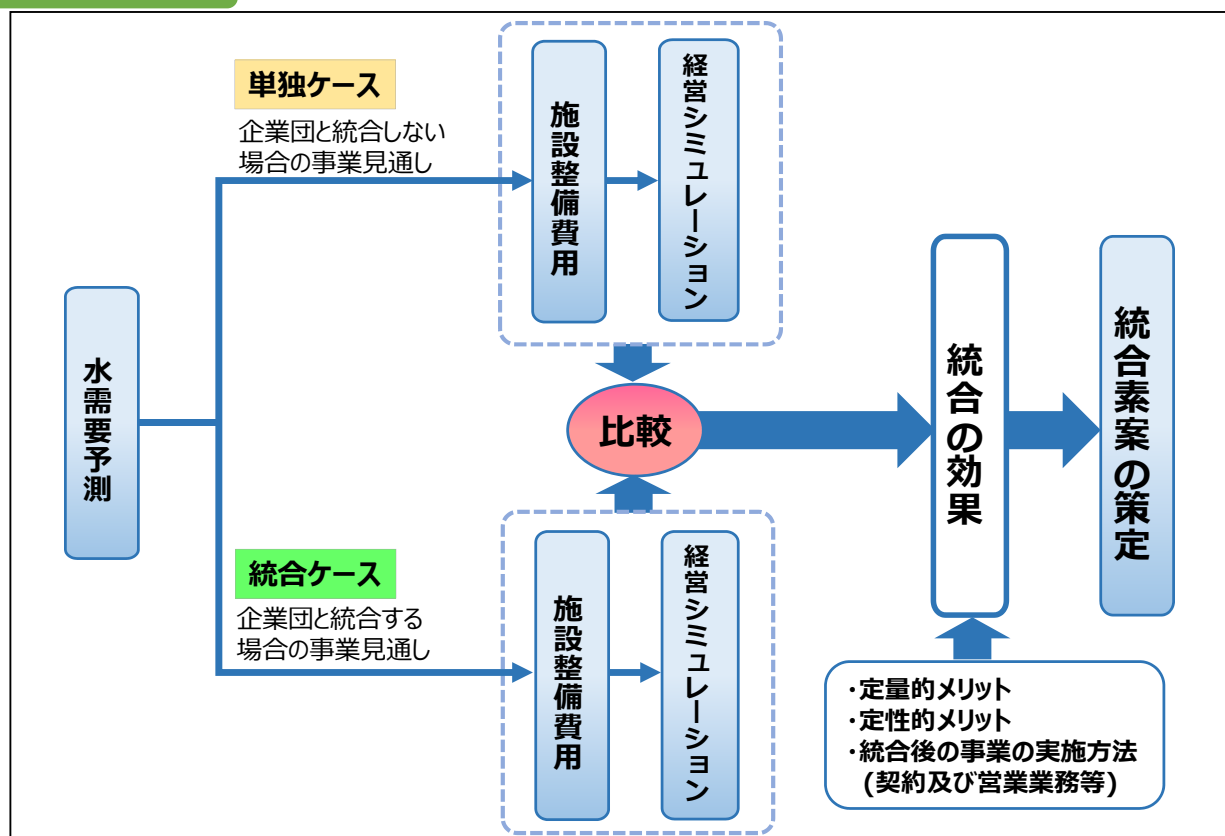 水需要予測
単独ケース
企業団と統合しない
場合の事業見通し
施設整備費用
経営シミュレーション
比較
統合ケース
企業団と統合する
場合の事業見通し
施設整備費用
経営シミュレーション
統合の効果
統合素案の策定
・定量的メリット
・定性的メリット
・統合後の事業の実施方法
(契約及び営業業務等)